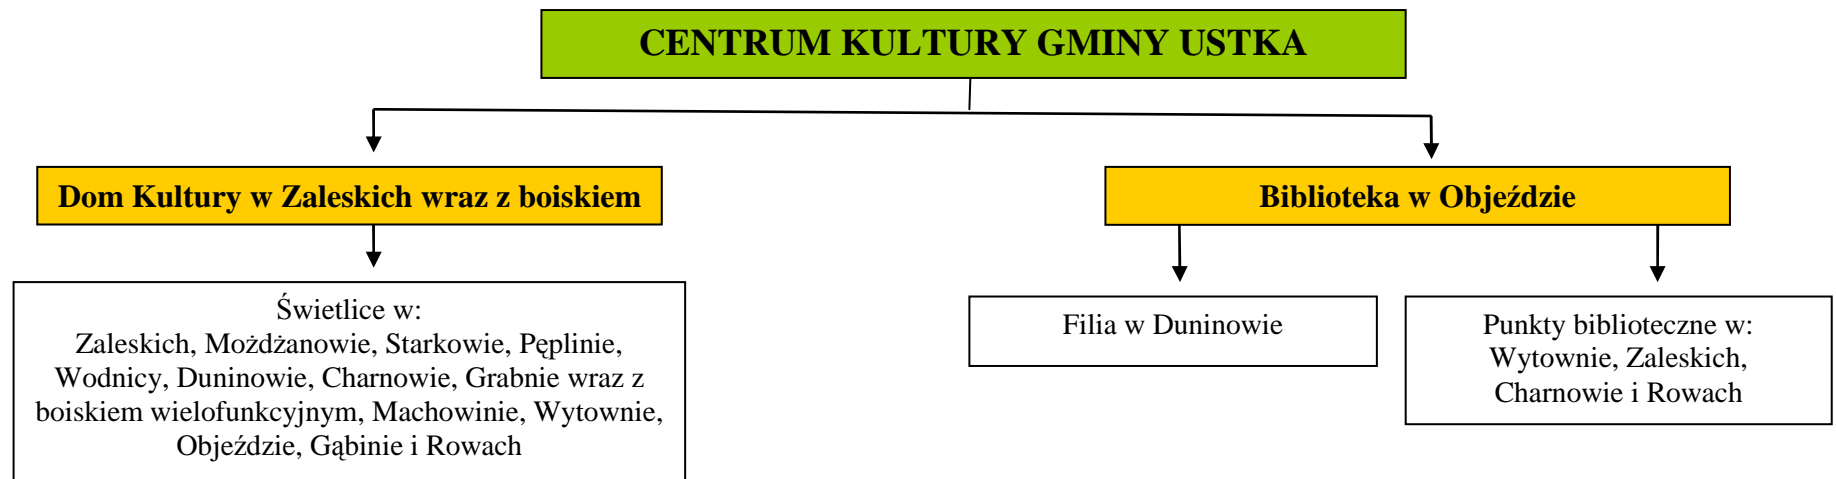 CENTRUM KULTURY GMINY USTKA
Dom Kultury w Zaleskich wraz z boiskiem
Biblioteka w Objeździe
Świetlice w:
Zaleskich, Możdżanowie, Starkowie, Pęplinie,
Wodnicy, Duninowie, Charnowie, Grabnie wraz z
boiskiem wielofunkcyjnym, Machowinie, Wytownie,
Objeździe, Gąbinie i Rowach
Filia w Duninowie
Punkty biblioteczne w:
Wytownie, Zaleskich,
Charnowie i Rowach